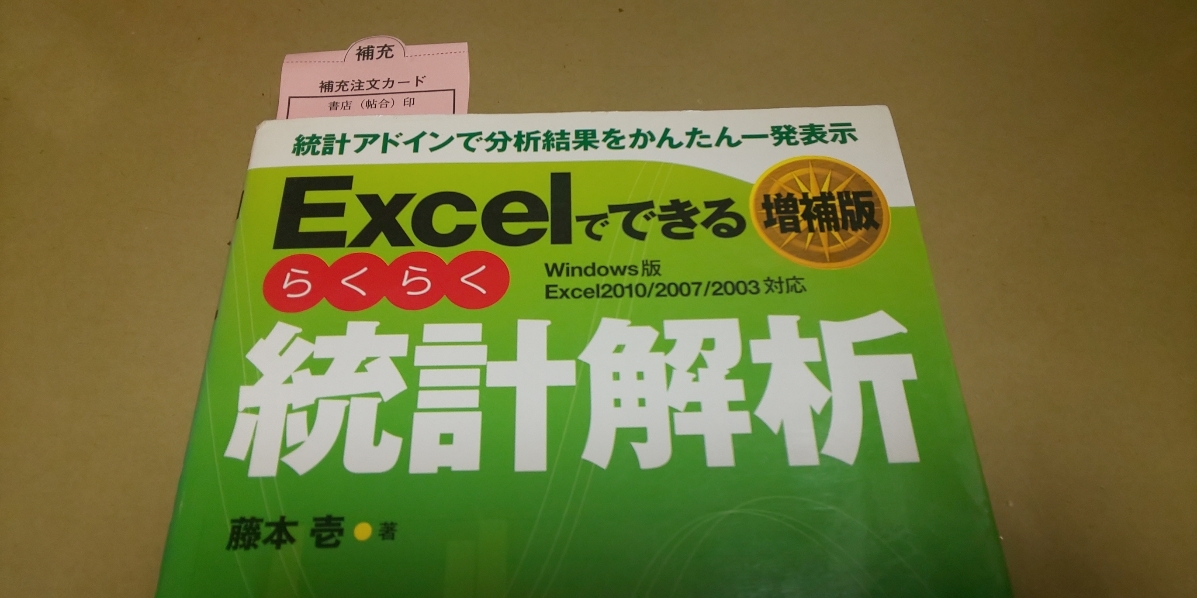 補充
補充注文カード
書店（帖合）印
統計アドインで分析結果をかんたん一発表示
Excelでできる
増補版
らくらく
Windows版
Excel2010/2007/2003対応
統計解析
藤本 壱●著